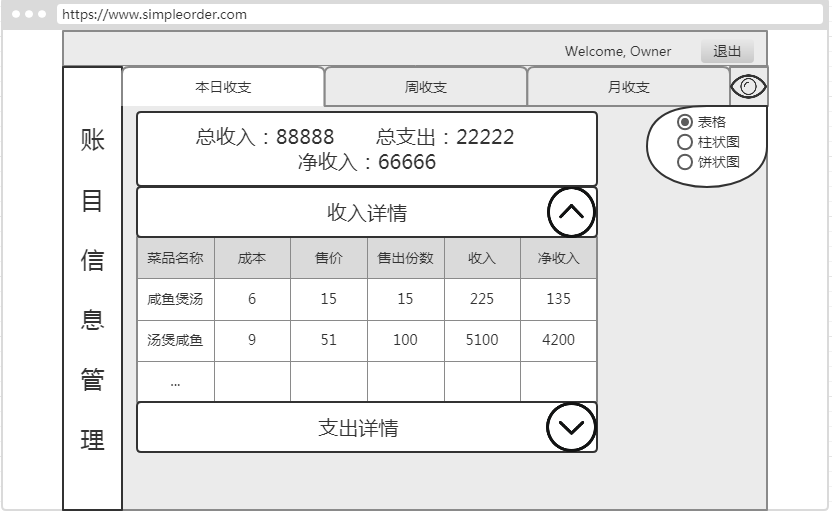 https://www.simpleorder.com
Welcome, Owner 退出
本日收支 周收支 月收支
账目信息管理
总收入：88888 总支出：22222
净收入：66666
表格
柱状图
饼状图
收入详情
菜品名称 成本 售价 售出份数 收入 净收入
咸鱼煲汤 6 15 15 225 135
汤煲咸鱼 9 51 100 5100 4200
...
支出详情